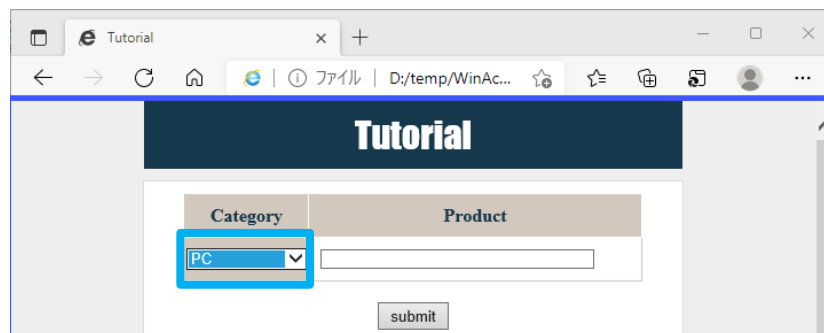 Tutorial
ファイル D:/temp/WinAc...
Tutorial
Category Product
PC
submit